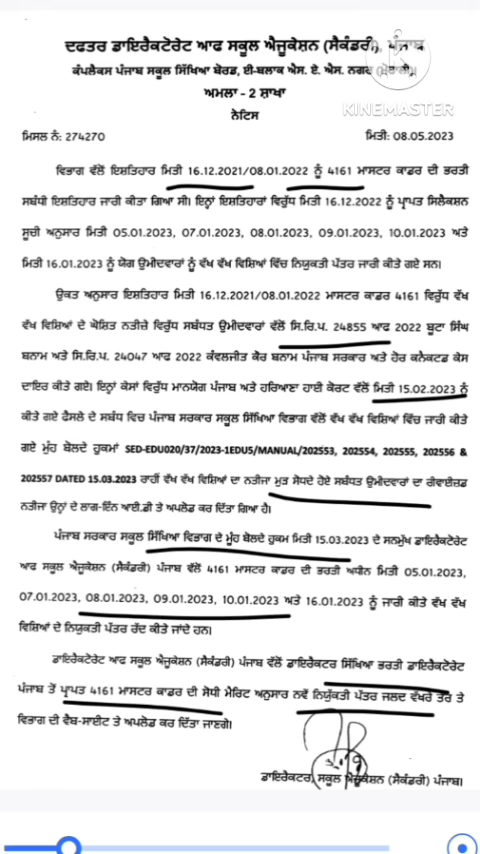 ਦਫਤਰ ਡਾਇਰੈਕਟੋਰੇਟ ਆਫ ਸਕੂਲ ਐਜੂਕੇਸ਼ਨ (ਸੈਕੰਡਰੀ), ਪੰਜਾਬ
ਕੰਪਲੈਕਸ ਪੰਜਾਬ ਸਕੂਲ ਸਿੱਖਿਆ ਬੋਰਡ, ਈ-ਬਲਾਕ ਐਸ. ਏ. ਐਸ. ਨਗਰ (ਮੋਹਾਲੀ)
ਅਮਲਾ - 2 ਸ਼ਾਖਾ
KINEMASTER
ਨੋਟਿਸ
ਮਿਸਲ ਨੰ: 274270 ਮਿਤੀ: 08.05.2023
ਵਿਭਾਗ ਵੱਲੋਂ ਇਸ਼ਤਿਹਾਰ ਮਿਤੀ 16.12.2021/08.01.2022 ਨੂੰ 4161 ਮਾਸਟਰ ਕਾਡਰ ਦੀ ਭਰਤੀ
ਸਬੰਧੀ ਇਸ਼ਤਿਹਾਰ ਜਾਰੀ ਕੀਤਾ ਗਿਆ ਸੀ। ਇਨ੍ਹਾਂ ਇਸ਼ਤਿਹਾਰਾਂ ਵਿਰੁੱਧ ਮਿਤੀ 16.12.2022 ਨੂੰ ਪ੍ਰਾਪਤ ਸਿਲੈਕਸ਼ਨ
ਸੂਚੀ ਅਨੁਸਾਰ ਮਿਤੀ 05.01.2023, 07.01.2023, 08.01.2023, 09.01.2023, 10.01.2023 ਅਤੇ
ਮਿਤੀ 16.01.2023 ਨੂੰ ਯੋਗ ਉਮੀਦਵਾਰਾਂ ਨੂੰ ਵੱਖ ਵੱਖ ਵਿਸ਼ਿਆਂ ਵਿੱਚ ਨਿਯੁਕਤੀ ਪੱਤਰ ਜਾਰੀ ਕੀਤੇ ਗਏ ਸਨ।
ਉਕਤ ਅਨੁਸਾਰ ਇਸ਼ਤਿਹਾਰ ਮਿਤੀ 16.12.2021/08.01.2022 ਮਾਸਟਰ ਕਾਡਰ 4161 ਵਿਰੁੱਧ ਵੱਖ
ਵੱਖ ਵਿਸ਼ਿਆਂ ਦੇ ਘੋਸ਼ਿਤ ਨਤੀਜੇ ਵਿਰੁੱਧ ਸਬੰਧਤ ਉਮੀਦਵਾਰਾਂ ਵੱਲੋਂ ਸਿ.ਰਿ.ਪ. 24855 ਆਫ 2022 ਬੂਟਾ ਸਿੰਘ
ਬਨਾਮ ਅਤੇ ਸਿ.ਰਿ.ਪ. 24047 ਆਫ 2022 ਕੰਵਲਜੀਤ ਕੌਰ ਬਨਾਮ ਪੰਜਾਬ ਸਰਕਾਰ ਅਤੇ ਹੋਰ ਕਨੈਕਟਡ ਕੇਸ
ਦਾਇਰ ਕੀਤੇ ਗਏ। ਇਨ੍ਹਾਂ ਕੇਸਾਂ ਵਿਰੁੱਧ ਮਾਨਯੋਗ ਪੰਜਾਬ ਅਤੇ ਹਰਿਆਣਾ ਹਾਈ ਕੋਰਟ ਵੱਲੋਂ ਮਿਤੀ 15.02.2023 ਨੂੰ
ਕੀਤੇ ਗਏ ਫੈਸਲੇ ਦੇ ਸਬੰਧ ਵਿਚ ਪੰਜਾਬ ਸਰਕਾਰ ਸਕੂਲ ਸਿੱਖਿਆ ਵਿਭਾਗ ਵੱਲੋਂ ਵੱਖ ਵੱਖ ਵਿਸ਼ਿਆਂ ਵਿੱਚ ਜਾਰੀ ਕੀਤੇ
ਗਏ ਮੂੰਹ ਬੋਲਦੇ ਹੁਕਮਾਂ SED-EDU020/37/2023-1EDU5/MANUAL/202553, 202554, 202555, 202556 &
202557 DATED 15.03.2023 ਰਾਹੀਂ ਵੱਖ ਵੱਖ ਵਿਸ਼ਿਆਂ ਦਾ ਨਤੀਜਾ ਮੁੜ ਸੋਧਦੇ ਹੋਏ ਸਬੰਧਤ ਉਮੀਦਵਾਰਾਂ ਦਾ ਰੀਵਾਈਜ਼ਡ
ਨਤੀਜਾ ਉਨ੍ਹਾਂ ਦੇ ਲਾਗ-ਇੰਨ ਆਈ.ਡੀ ਤੇ ਅਪਲੋਡ ਕਰ ਦਿੱਤਾ ਗਿਆ ਹੈ।
ਪੰਜਾਬ ਸਰਕਾਰ ਸਕੂਲ ਸਿੱਖਿਆ ਵਿਭਾਗ ਦੇ ਮੂੰਹ ਬੋਲਦੇ ਹੁਕਮ ਮਿਤੀ 15.03.2023 ਦੇ ਸਨਮੁੱਖ ਡਾਇਰੈਕਟੋਰੇਟ
ਆਫ ਸਕੂਲ ਐਜੂਕੇਸ਼ਨ (ਸੈਕੰਡਰੀ) ਪੰਜਾਬ ਵੱਲੋਂ 4161 ਮਾਸਟਰ ਕਾਡਰ ਦੀ ਭਰਤੀ ਅਧੀਨ ਮਿਤੀ 05.01.2023,
07.01.2023, 08.01.2023, 09.01.2023, 10.01.2023 ਅਤੇ 16.01.2023 ਨੂੰ ਜਾਰੀ ਕੀਤੇ ਵੱਖ ਵੱਖ
ਵਿਸ਼ਿਆਂ ਦੇ ਨਿਯੁਕਤੀ ਪੱਤਰ ਰੱਦ ਕੀਤੇ ਜਾਂਦੇ ਹਨ।
ਡਾਇਰੈਕਟੋਰੇਟ ਆਫ ਸਕੂਲ ਐਜੂਕੇਸ਼ਨ (ਸੈਕੰਡਰੀ) ਪੰਜਾਬ ਵੱਲੋਂ ਡਾਇਰੈਕਟਰ ਸਿੱਖਿਆ ਭਰਤੀ ਡਾਇਰੈਕਟੋਰੇਟ
ਪੰਜਾਬ ਤੋਂ ਪ੍ਰਾਪਤ 4161 ਮਾਸਟਰ ਕਾਡਰ ਦੀ ਸੋਧੀ ਮੈਰਿਟ ਅਨੁਸਾਰ ਨਵੇਂ ਨਿਯੁੱਕਤੀ ਪੱਤਰ ਜਲਦ ਵੱਖਰੇ ਤੌਰ ਤੇ
ਵਿਭਾਗ ਦੀ ਵੈੱਬ-ਸਾਈਟ ਤੇ ਅਪਲੋਡ ਕਰ ਦਿੱਤਾ ਜਾਣਗੇ।
ਡਾਇਰੈਕਟਰ, ਸਕੂਲ ਐਜੂਕੇਸ਼ਨ (ਸੈਕੰਡਰੀ) ਪੰਜਾਬ।